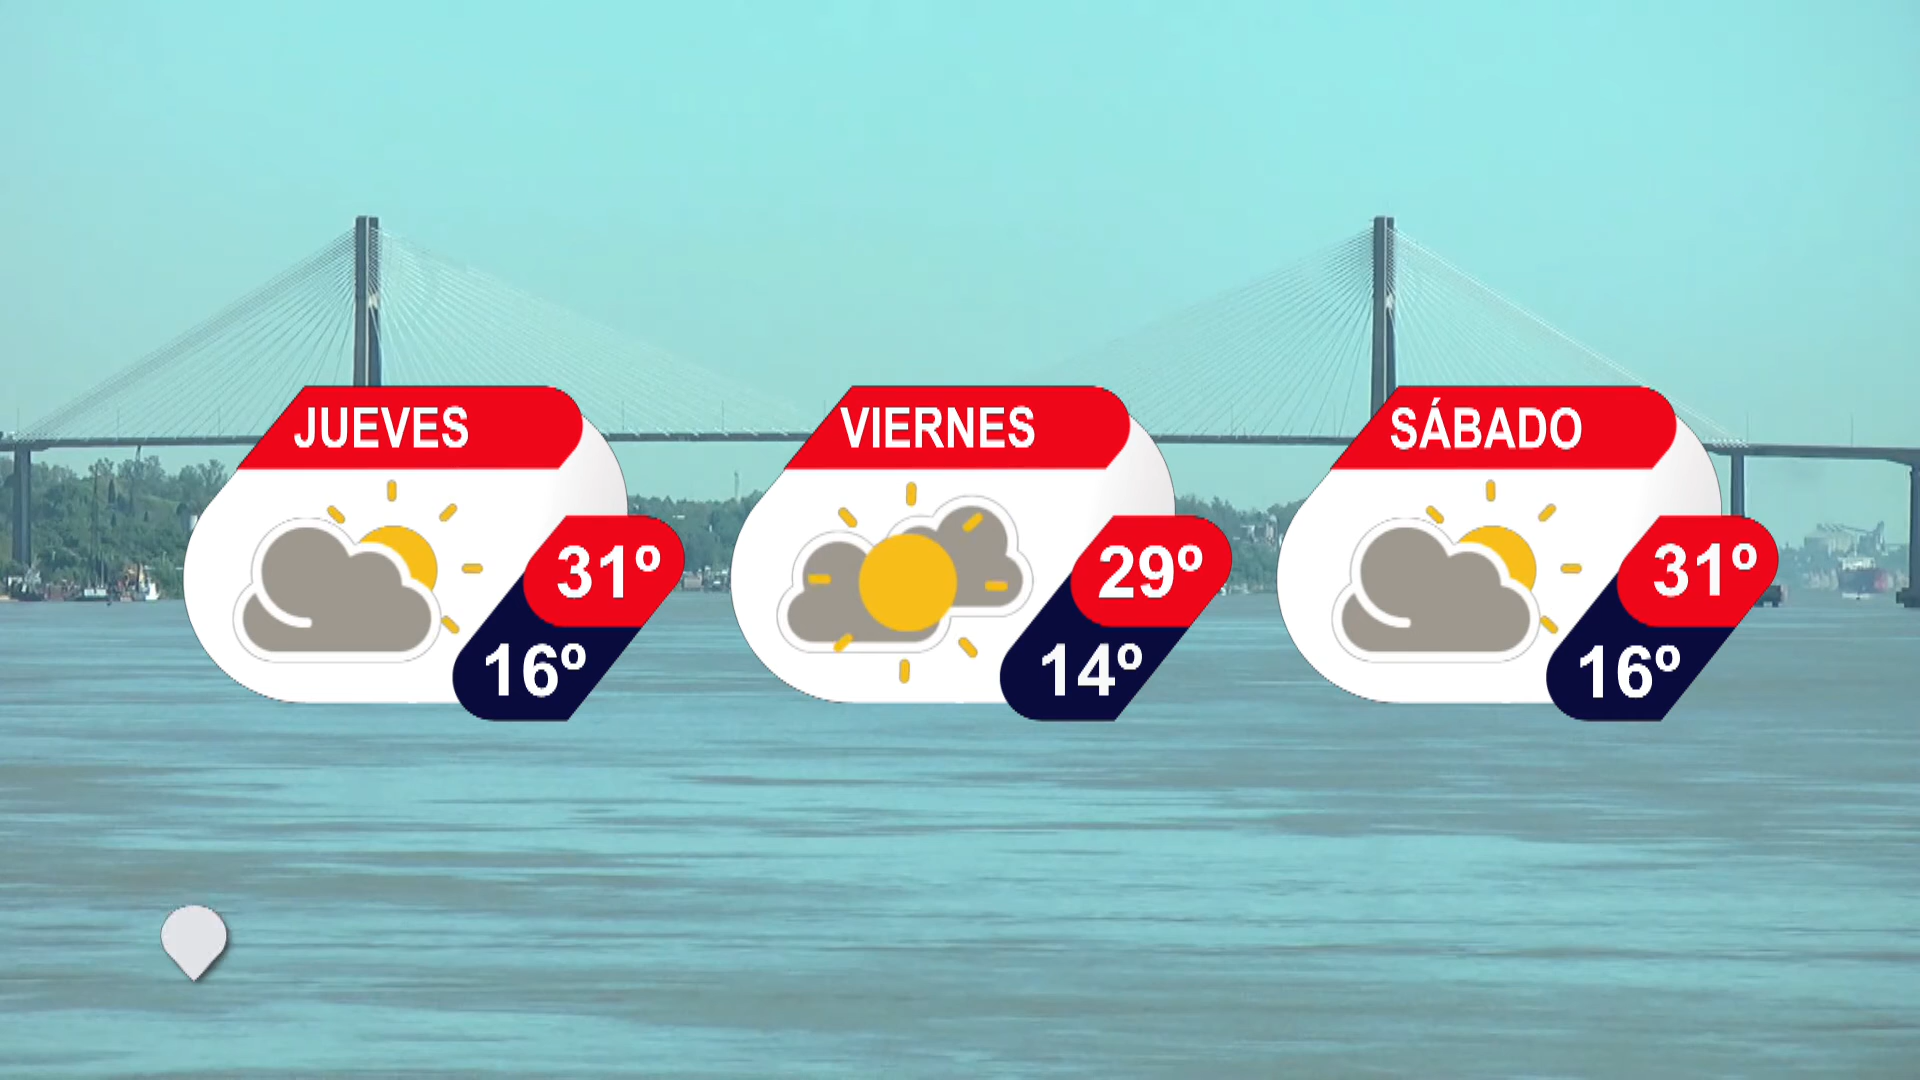 JUEVES
31º
16º
VIERNES
29º
14º
SÁBADO
31º
16º